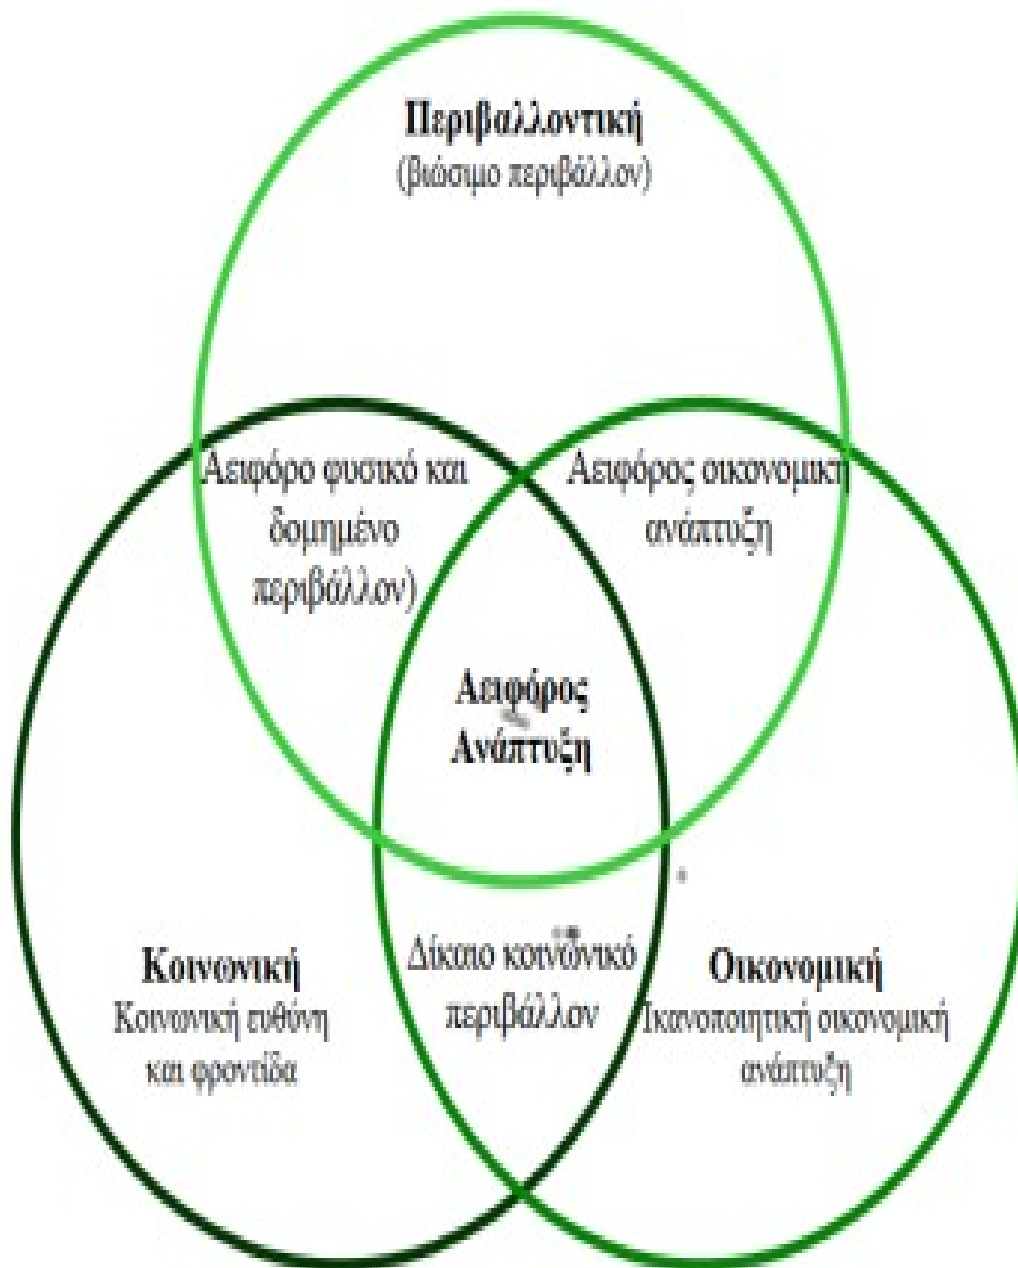 Περιβαλλοντική
(βιώσιμο περιβάλλον)
Αειφόρο φυσικό και
δομημένο
περιβάλλον)
Αειφόρος οικονομική
ανάπτυξη
Αειφόρος
Ανάπτυξη
Κοινωνική
Κοινωνική ευθύνη
και φροντίδα
Δίκαιο κοινωνικό
περιβάλλον
Οικονομική
Ικανοποιητική οικονομική
ανάπτυξη